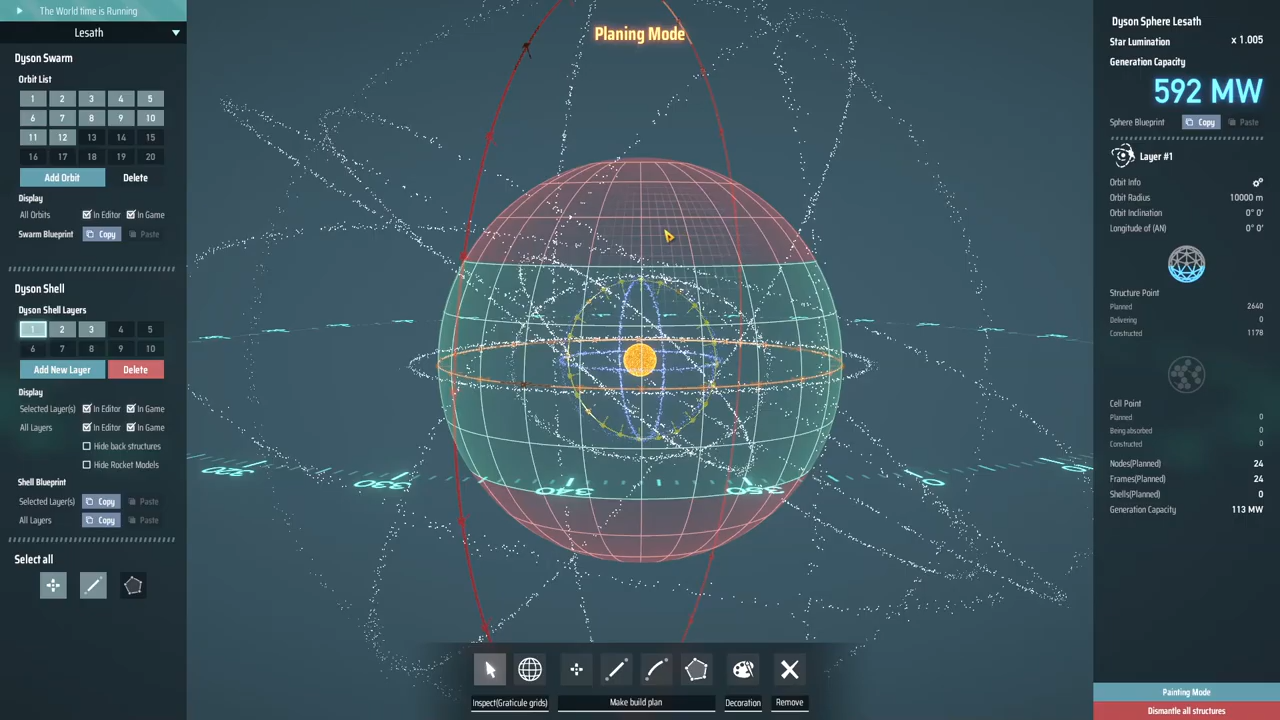 The World time is Running
Lesath
Dyson Swarm
Orbit List
1 2 3 4 5
6 7 8 9 10
11 12 13 14 15
16 17 18 19 20
Add Orbit Delete
Display
All Orbits In Editor In Game
Swarm Blueprint Copy Paste
Dyson Shell
Dyson Shell Layers
1 2 3 4 5
6 7 8 9 10
Add New Layer Delete
Display
Selected Layer(s) In Editor In Game
All Layers In Editor In Game
Hide back structures
Hide Rocket Models
Shell Blueprint
Selected Layer(s) Copy Paste
All Layers Copy Paste
Select all
Planing Mode
320 330 340 350 0
Inspect(Graticule grids) Make build plan Decoration Remove
Dyson Sphere Lesath
Star Lumination x 1.005
Generation Capacity
592 MW
Sphere Blueprint Copy Paste
Layer #1
Orbit Info
Orbit Radius 10000 m
Orbit Inclination 0° 0'
Longitude of (AN) 0° 0'
Structure Point
Planned 2640
Delivering 0
Constructed 1178
Cell Point
Planned 0
Being absorbed 0
Constructed 0
Nodes(Planned) 24
Frames(Planned) 24
Shells(Planned) 0
Generation Capacity 113 MW
Painting Mode
Dismantle all structures